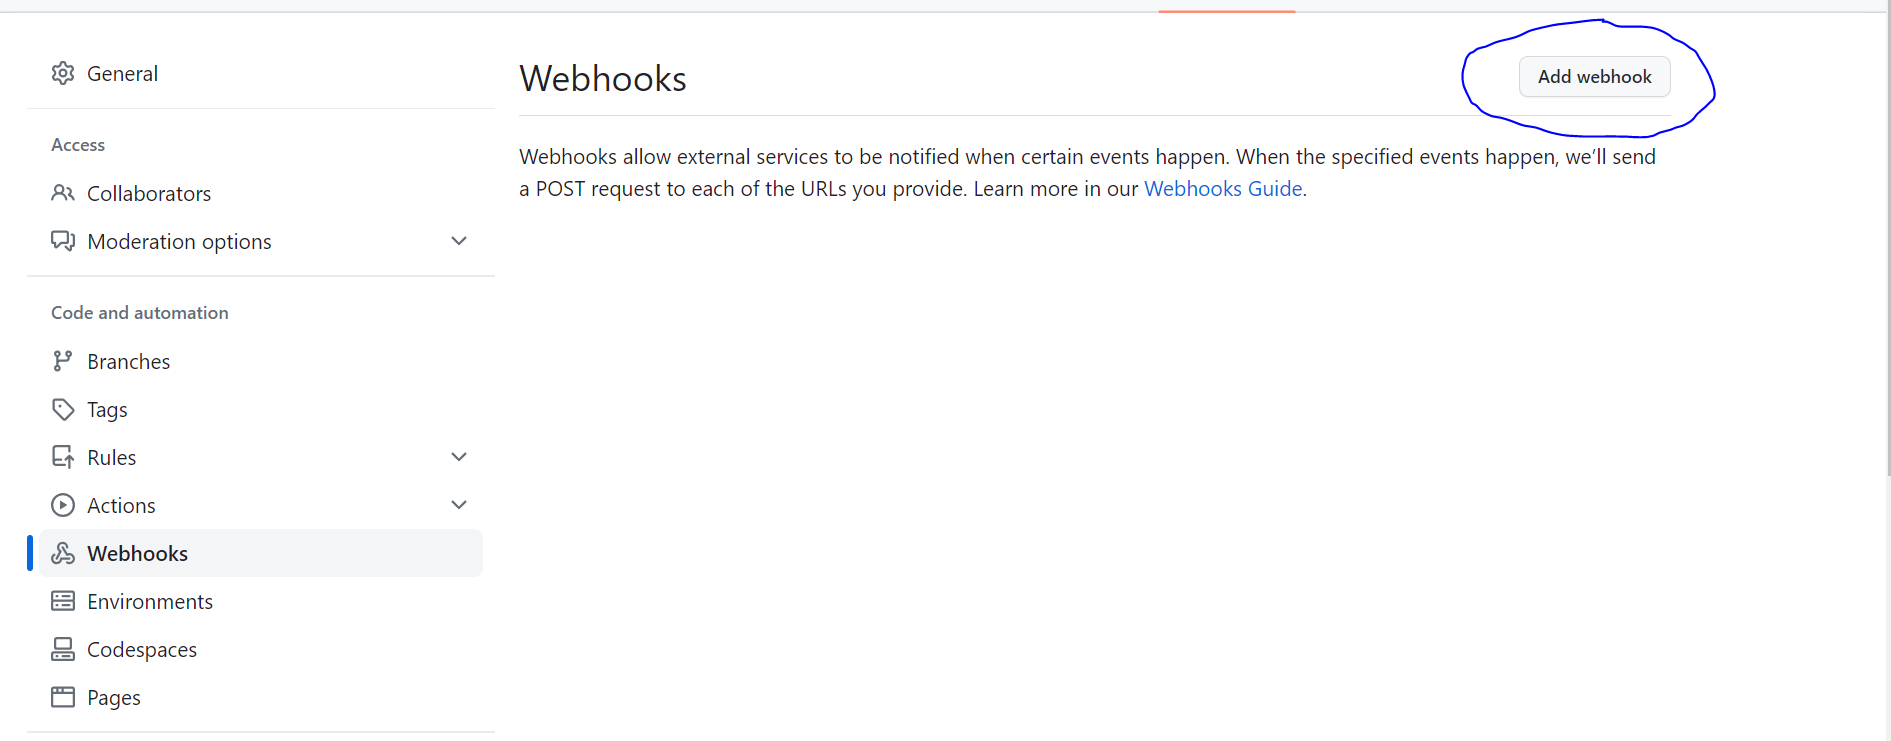 General
Access
Collaborators
Moderation options
Code and automation
Branches
Tags
Rules
Actions
Webhooks
Environments
Codespaces
Pages
Webhooks
Add webhook
Webhooks allow external services to be notified when certain events happen. When the specified events happen, we’ll send
a POST request to each of the URLs you provide. Learn more in our Webhooks Guide.